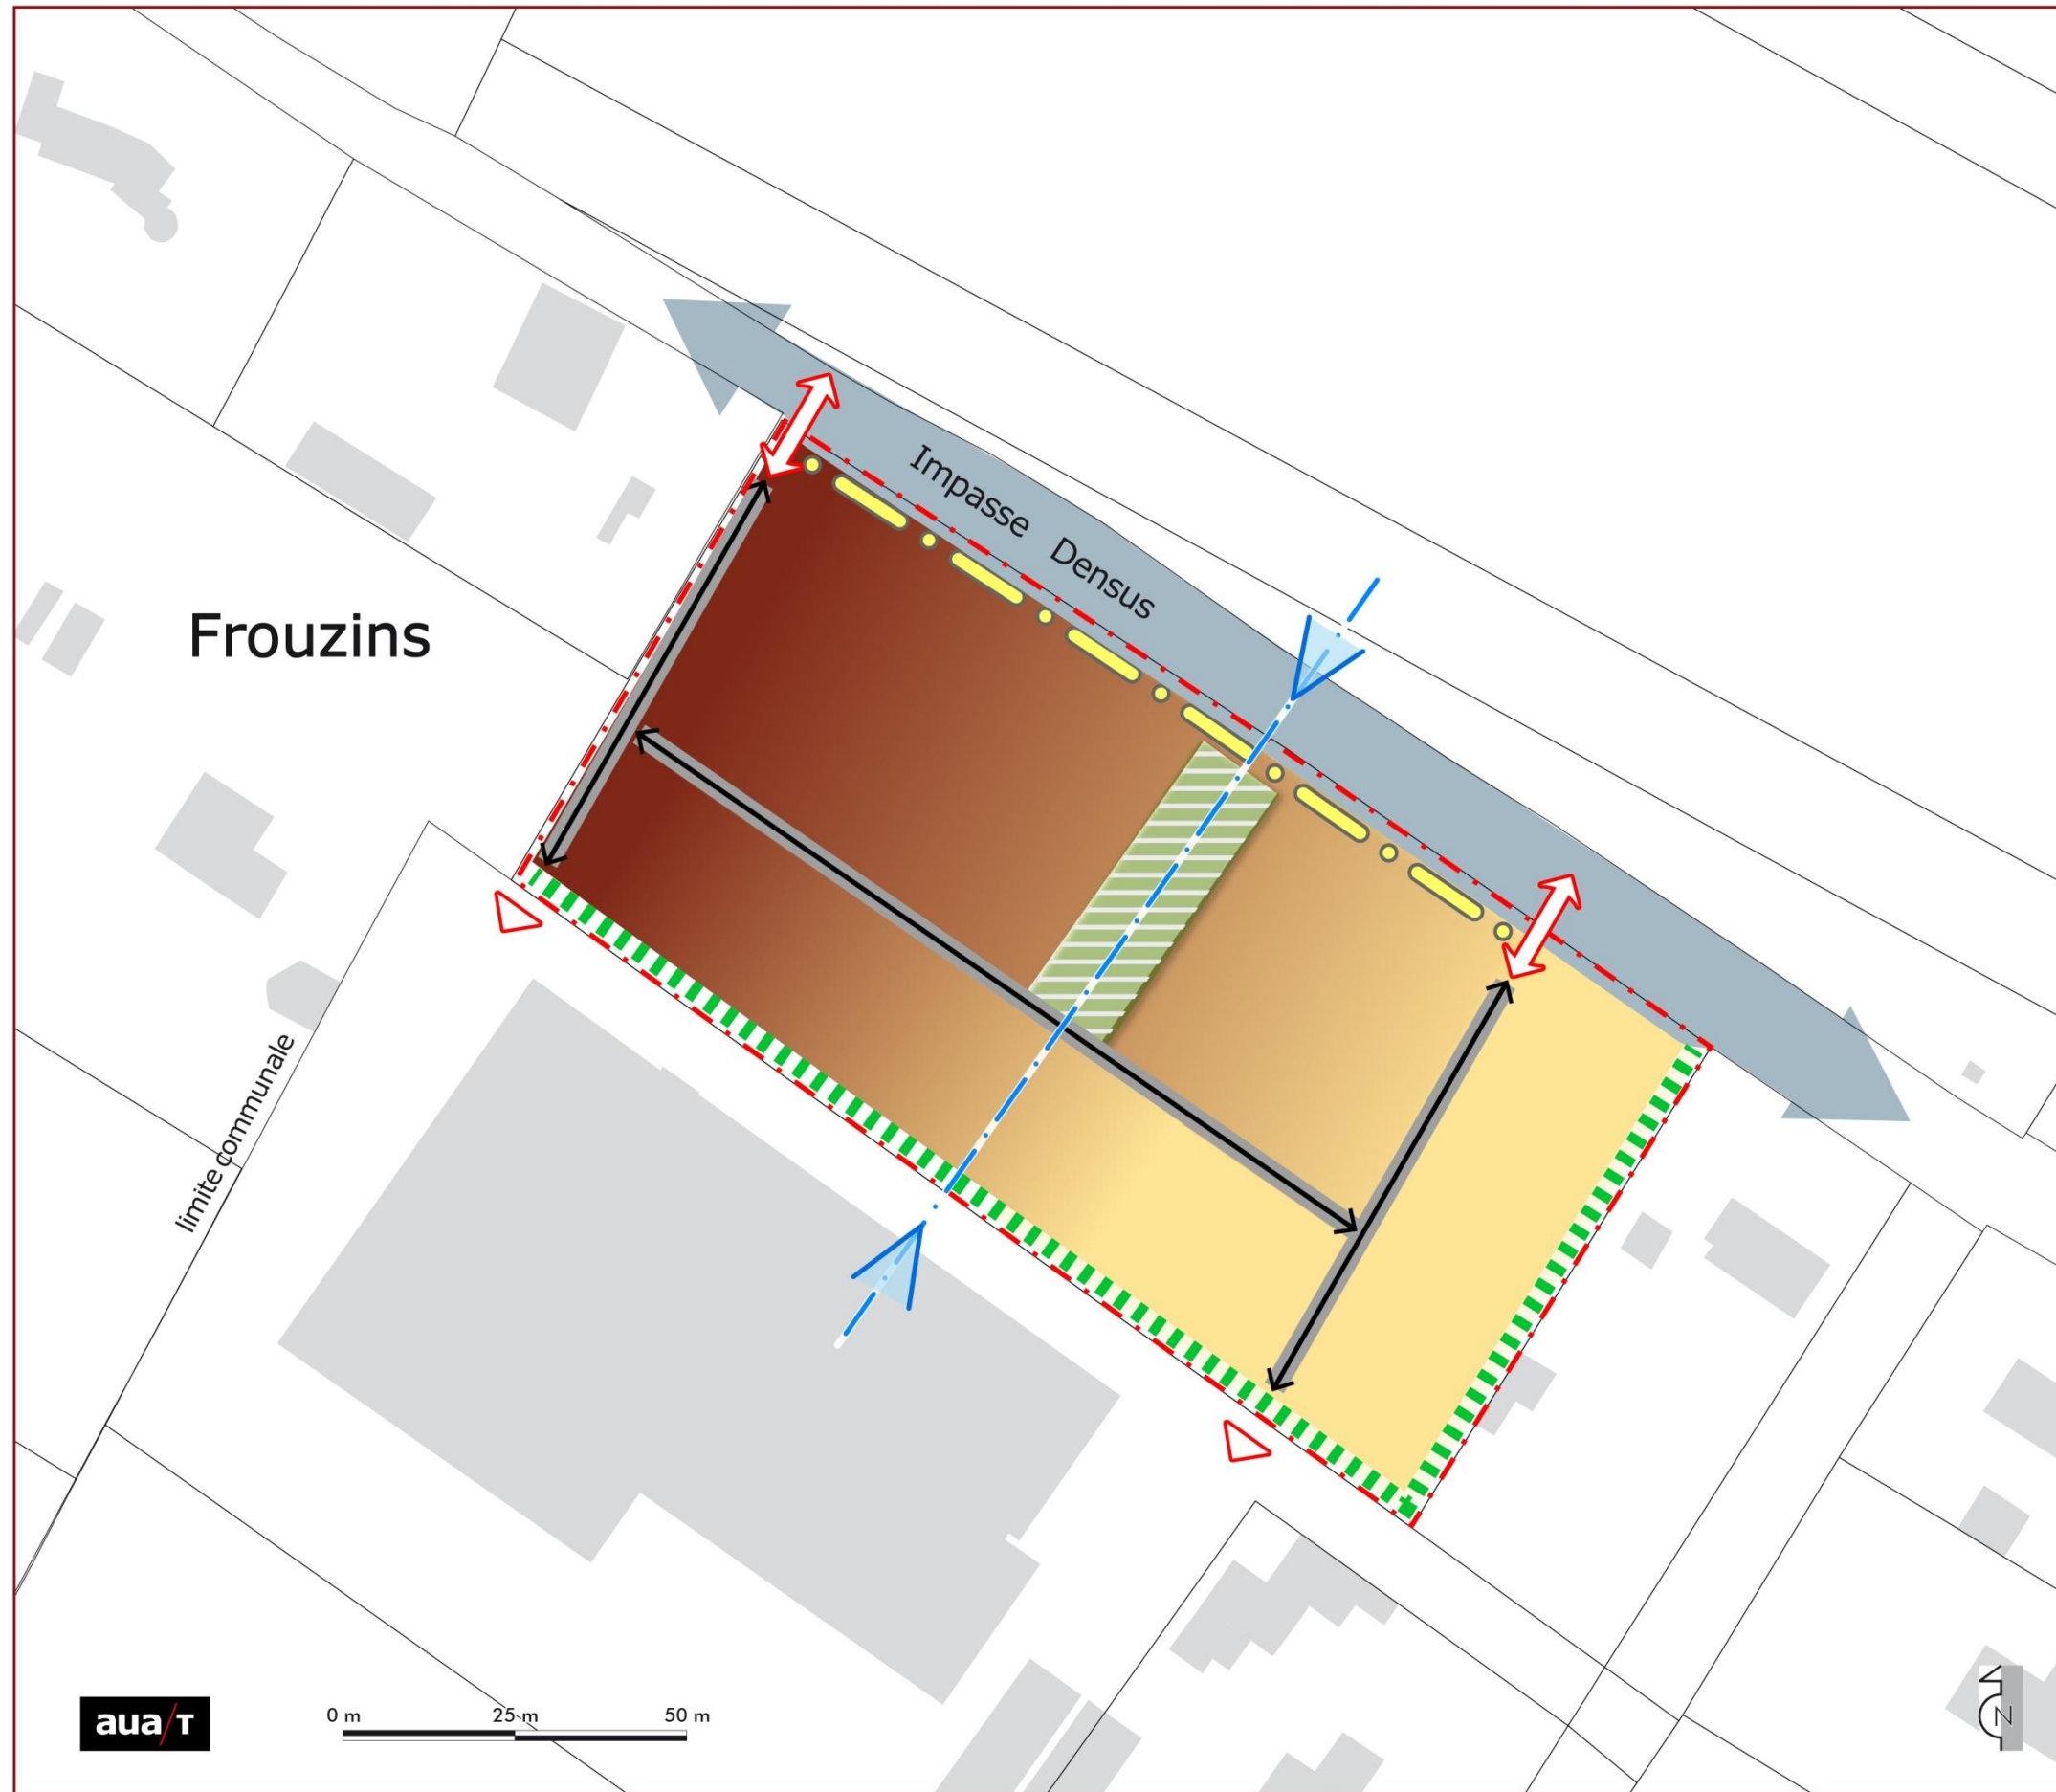 Impasse Densus
Frouzins
limite communale
aua/T
0 m 25 m 50 m
N